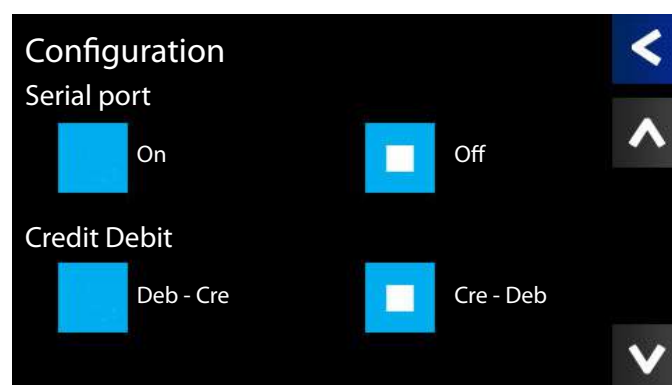 Configuration
Serial port
On Off
Credit Debit
Deb - Cre Cre - Deb